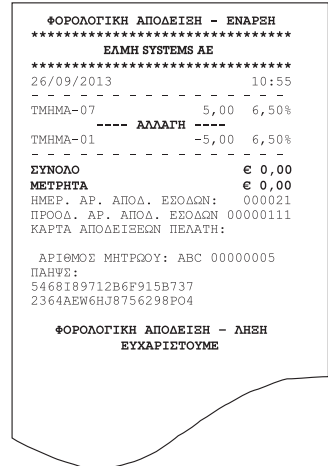 ΦΟΡΟΛΟΓΙΚΗ ΑΠΟΔΕΙΞΗ - ΕΝΑΡΞΗ
********************************
ΕΛΜΗ SYSTEMS AE
********************************
26/09/2013 10:55
- - - - - - - - - - - - - - - -
ΤΜΗΜΑ-07 5,00 6,50%
---- ΑΛΛΑΓΗ ----
ΤΜΗΜΑ-01 -5,00 6,50%
- - - - - - - - - - - - - - - -
ΣΥΝΟΛΟ € 0,00
ΜΕΤΡΗΤΑ € 0,00
ΗΜΕΡ. ΑΡ. ΑΠΟΔ. ΕΣΟΔΩΝ: 000021
ΠΡΟΟΔ. ΑΡ. ΑΠΟΔ. ΕΣΟΔΩΝ 00000111
ΚΑΡΤΑ ΑΠΟΔΕΙΞΕΩΝ ΠΕΛΑΤΗ:
ΑΡΙΘΜΟΣ ΜΗΤΡΩΟΥ: ABC 00000005
ΠΑΗΨΣ:
5468I89712B6F915B737
2364AEW6HJ8756298PO4
ΦΟΡΟΛΟΓΙΚΗ ΑΠΟΔΕΙΞΗ - ΛΗΞΗ
ΕΥΧΑΡΙΣΤΟΥΜΕ